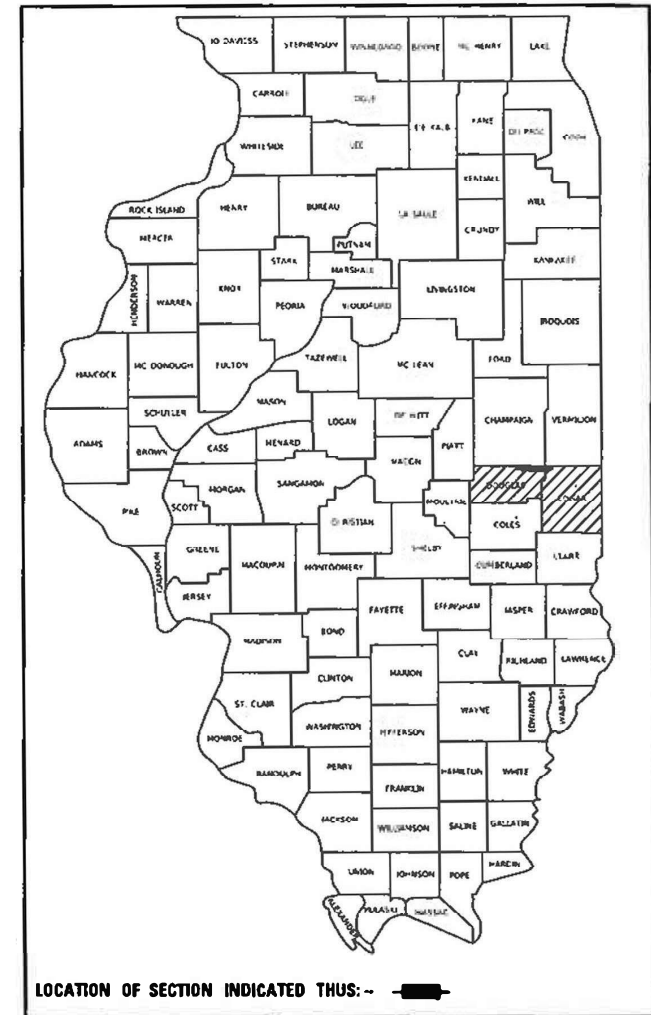 JO DAVIESS STEPHENSON WINNEBAGO BOONE MC HENRY LAKE
CARROLL OGLE DE KALB KANE DU PAGE COOK
WHITESIDE LEE
KENDALL WILL
ROCK ISLAND HENRY BUREAU LA SALLE
MERCER PUTNAM GRUNDY
STARK MARSHALL KANKAKEE
HENDERSON WARREN KNOX PEORIA WOODFORD LIVINGSTON
IROQUOIS
HANCOCK MC DONOUGH FULTON TAZEWELL MC LEAN FORD
MASON
SCHUYLER LOGAN DE WITT CHAMPAIGN VERMILION
ADAMS BROWN CASS MENARD PIATT
MACON
PIKE SCOTT MORGAN SANGAMON MOULTRIE DOUGLAS EDGAR
CHRISTIAN COLES
CALHOUN GREENE MACOUPIN MONTGOMERY SHELBY CUMBERLAND CLARK
JERSEY FAYETTE EFFINGHAM JASPER CRAWFORD
MADISON BOND
CLAY RICHLAND LAWRENCE
CLINTON MARION
ST. CLAIR WAYNE EDWARDS WABASH
WASHINGTON JEFFERSON
MONROE
RANDOLPH PERRY HAMILTON WHITE
FRANKLIN
JACKSON WILLIAMSON SALINE GALLATIN
UNION JOHNSON POPE HARDIN
ALEXANDER PULASKI MASSAC
LOCATION OF SECTION INDICATED THUS:-